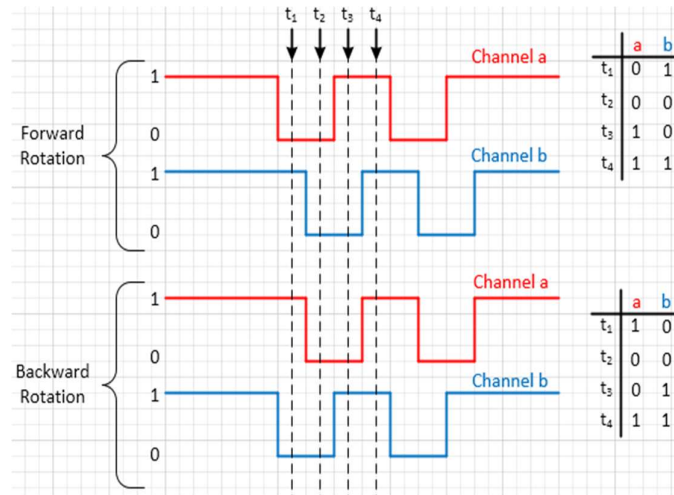 t1 t2 t3 t4
Channel a
1
Forward
Rotation
0
Channel b
1
0
a b
t1 0 1
t2 0 0
t3 1 0
t4 1 1
Channel a
1
0
Backward
Rotation
Channel b
1
0
a b
t1 1 0
t2 0 0
t3 0 1
t4 1 1